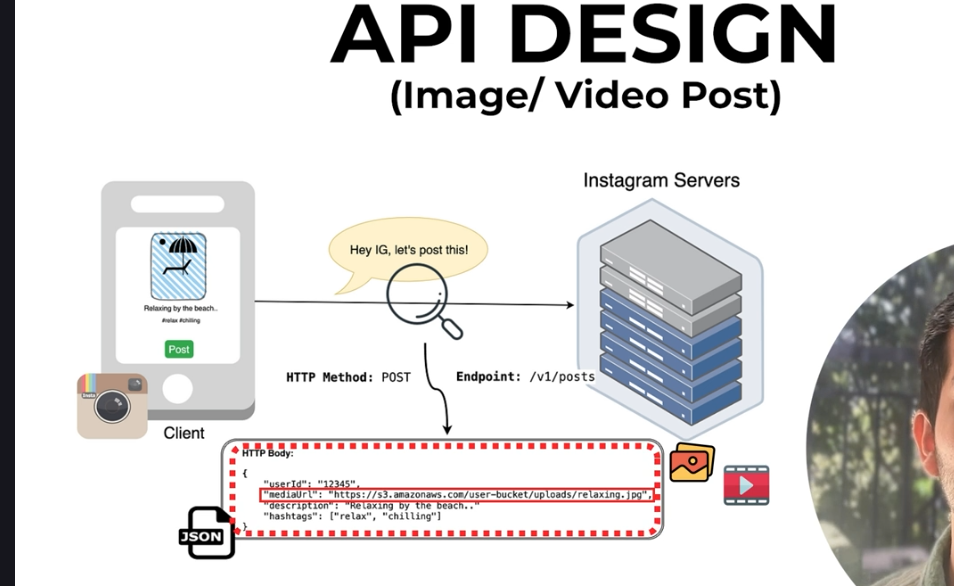 API DESIGN
(Image/ Video Post)
Instagram Servers
Hey IG, let's post this!
Relaxing by the beach..
#relax #chilling
Post
HTTP Method: POST
Endpoint: /v1/posts
Insta
Client
HTTP Body:
{
"userId": "12345",
"mediaUrl": "https://s3.amazonaws.com/user-bucket/uploads/relaxing.jpg",
"description": "Relaxing by the beach.."
"hashtags": ["relax", "chilling"]
}
JSON